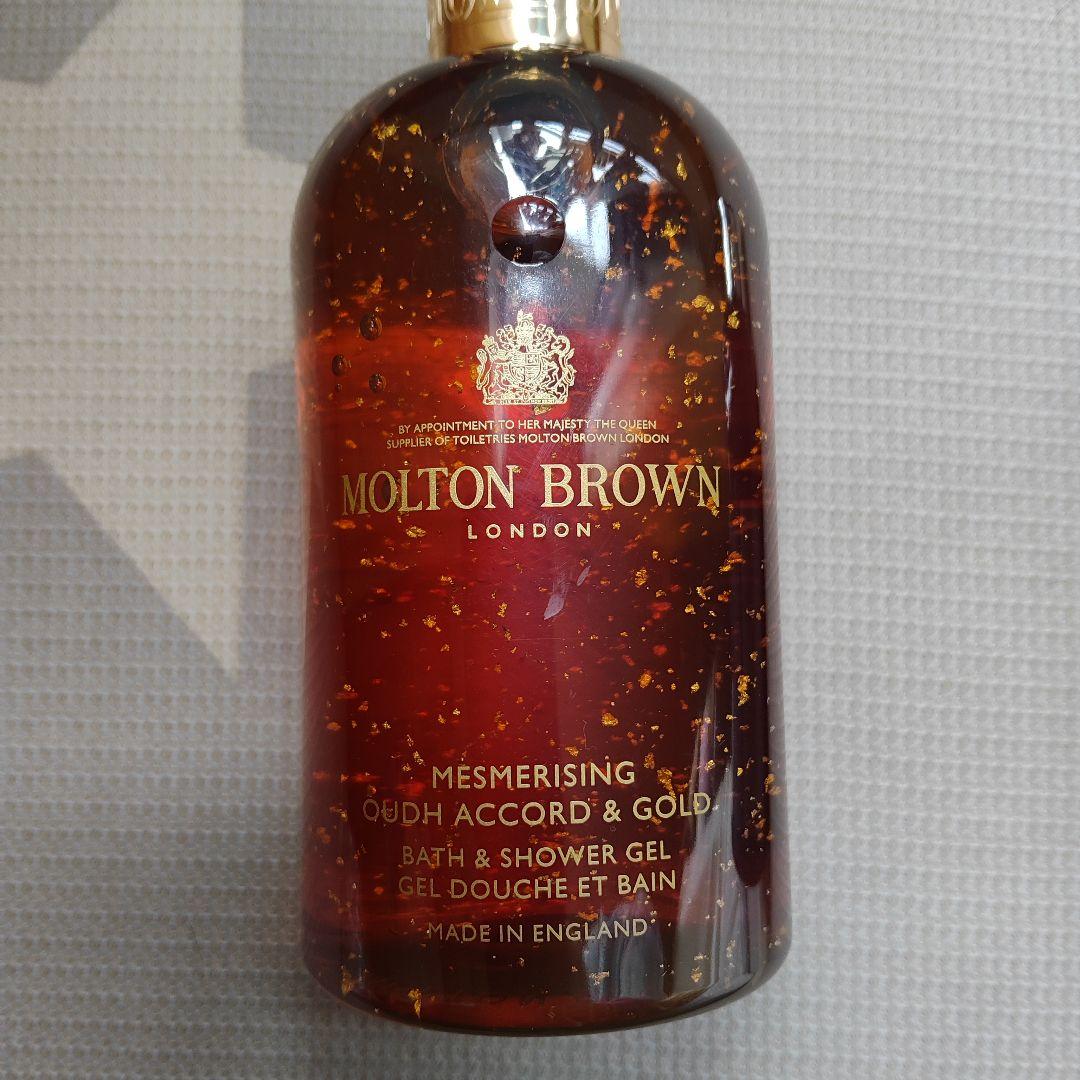 BY APPOINTMENT TO HER MAJESTY THE QUEEN
SUPPLIER OF TOILETRIES MOLTON BROWN LONDON
MOLTON BROWN
LONDON
MESMERISING
OUDH ACCORD & GOLD
BATH & SHOWER GEL
GEL DOUCHE ET BAIN
MADE IN ENGLAND